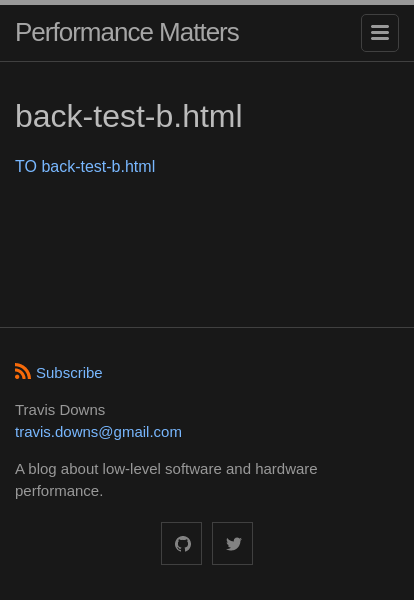 Performance Matters
back-test-b.html
TO back-test-b.html
Subscribe
Travis Downs
travis.downs@gmail.com
A blog about low-level software and hardware
performance.